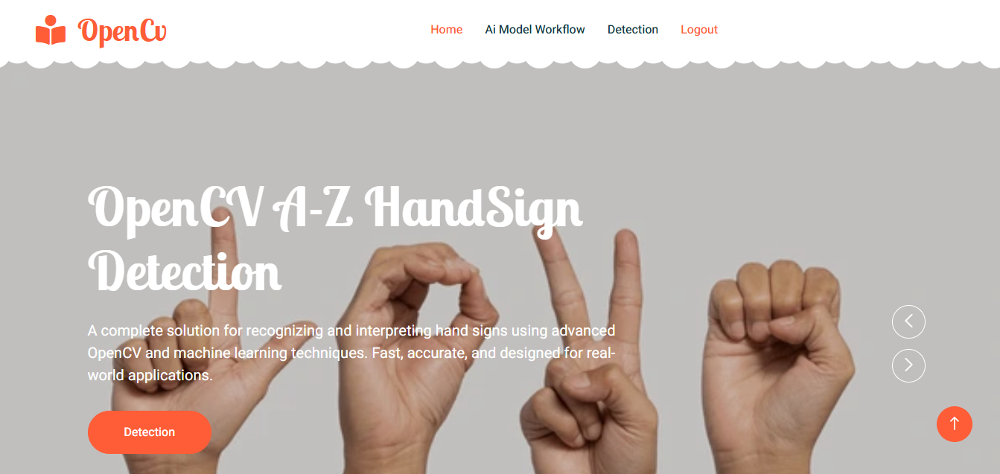 OpenCv
Home
Ai Model Workflow
Detection
Logout
OpenCV A-Z HandSign
Detection
A complete solution for recognizing and interpreting hand signs using advanced
OpenCV and machine learning techniques. Fast, accurate, and designed for real-
world applications.
Detection